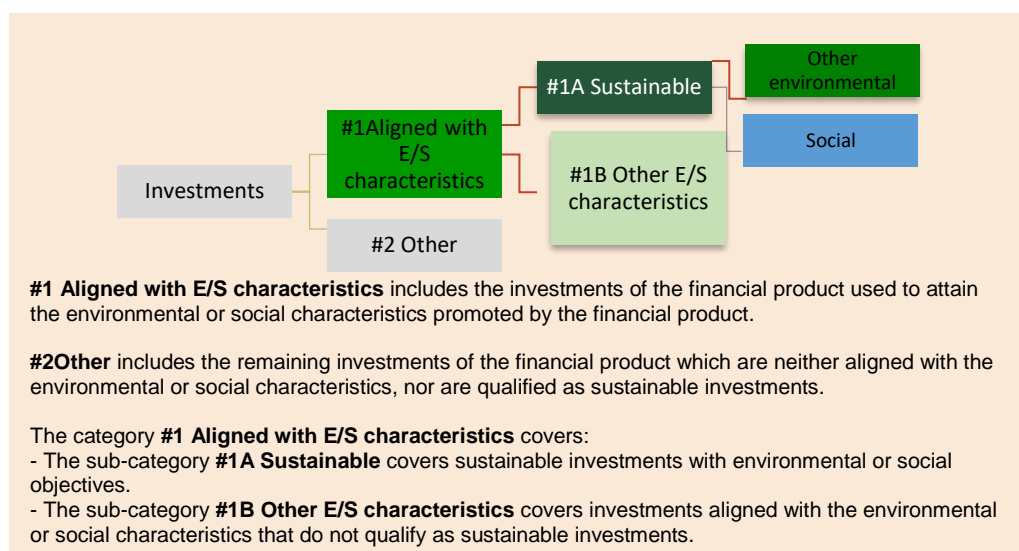 Other
environmental
#1A Sustainable
#1Aligned with
E/S
characteristics
Social
#1B Other E/S
characteristics
Investments
#2 Other
#1 Aligned with E/S characteristics includes the investments of the financial product used to attain
the environmental or social characteristics promoted by the financial product.
#2Other includes the remaining investments of the financial product which are neither aligned with the
environmental or social characteristics, nor are qualified as sustainable investments.
The category #1 Aligned with E/S characteristics covers:
- The sub-category #1A Sustainable covers sustainable investments with environmental or social
objectives.
- The sub-category #1B Other E/S characteristics covers investments aligned with the environmental
or social characteristics that do not qualify as sustainable investments.